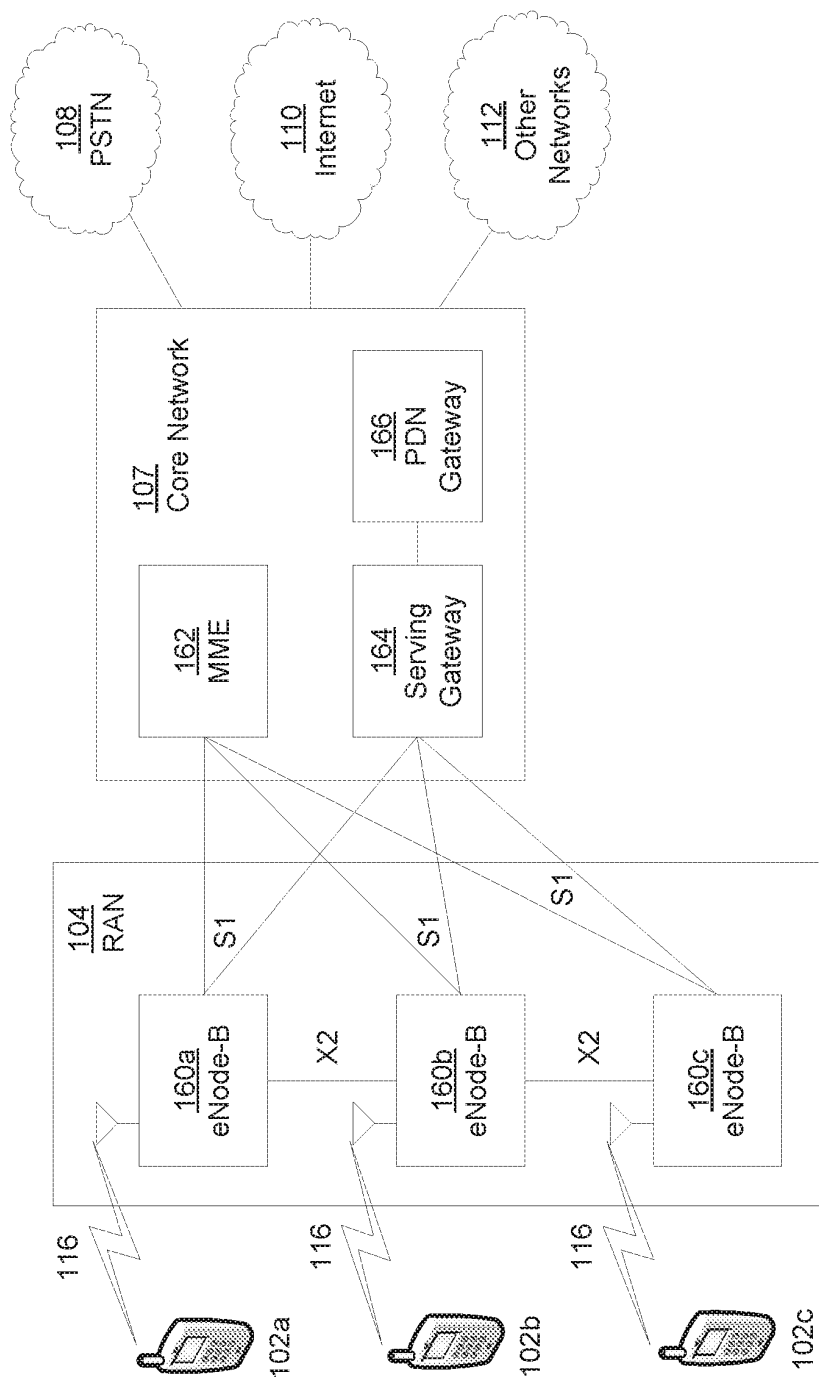 102a
116
160a
eNode-B
104
RAN
S1
X2
102b
116
160b
eNode-B
S1
X2
102c
116
160c
eNode-B
S1
107
Core Network
162
MME
164
Serving
Gateway
166
PDN
Gateway
108
PSTN
110
Internet
112
Other
Networks